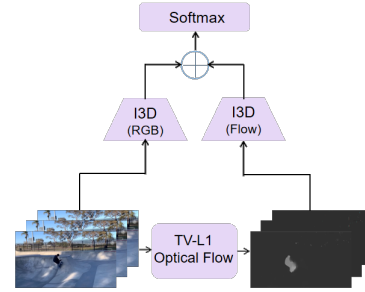 Softmax
I3D
(RGB)
I3D
(Flow)
TV-L1
Optical Flow